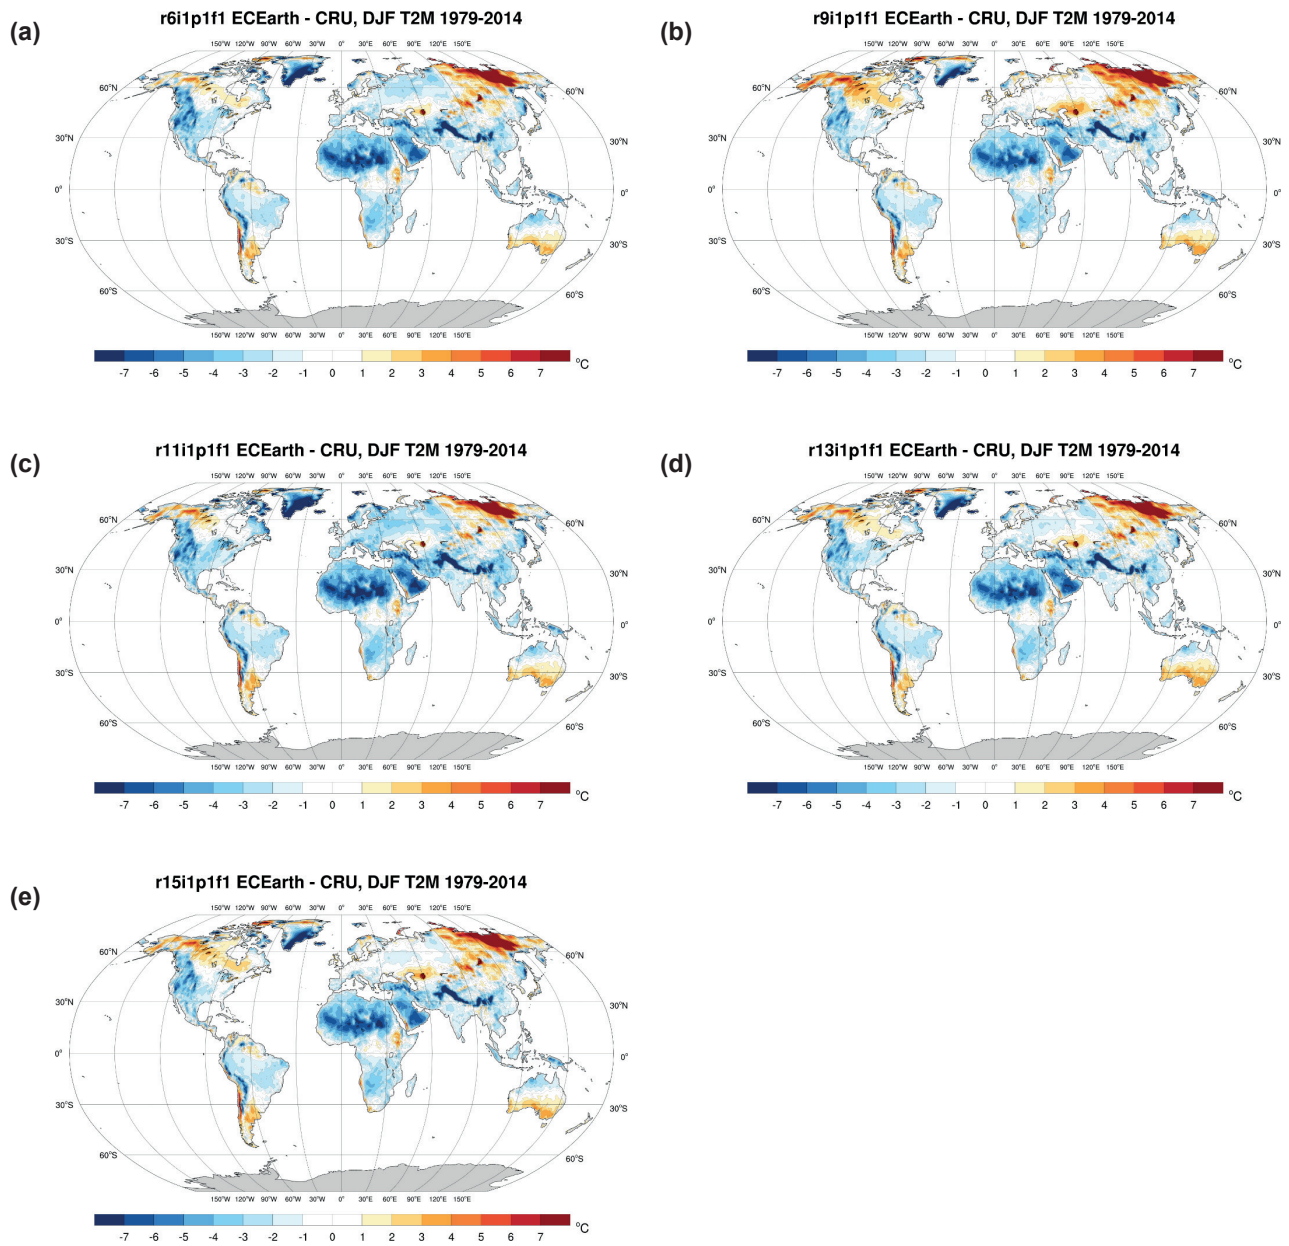 (a)
r6i1p1f1 ECEarth - CRU, DJF T2M 1979-2014
150°W 120°W 90°W 60°W 30°W 0° 30°E 60°E 90°E 120°E 150°E
60°N 60°N
30°N 30°N
0° 0°
30°S 30°S
60°S 60°S
150°W 120°W 90°W 60°W 30°W 0° 30°E 60°E 90°E 120°E 150°E
-7 -6 -5 -4 -3 -2 -1 0 1 2 3 4 5 6 7 °C
(b)
r9i1p1f1 ECEarth - CRU, DJF T2M 1979-2014
150°W 120°W 90°W 60°W 30°W 0° 30°E 60°E 90°E 120°E 150°E
60°N 60°N
30°N 30°N
0° 0°
30°S 30°S
60°S 60°S
150°W 120°W 90°W 60°W 30°W 0° 30°E 60°E 90°E 120°E 150°E
-7 -6 -5 -4 -3 -2 -1 0 1 2 3 4 5 6 7 °C
(c)
r11i1p1f1 ECEarth - CRU, DJF T2M 1979-2014
150°W 120°W 90°W 60°W 30°W 0° 30°E 60°E 90°E 120°E 150°E
60°N 60°N
30°N 30°N
0° 0°
30°S 30°S
60°S 60°S
150°W 120°W 90°W 60°W 30°W 0° 30°E 60°E 90°E 120°E 150°E
-7 -6 -5 -4 -3 -2 -1 0 1 2 3 4 5 6 7 °C
(d)
r13i1p1f1 ECEarth - CRU, DJF T2M 1979-2014
150°W 120°W 90°W 60°W 30°W 0° 30°E 60°E 90°E 120°E 150°E
60°N 60°N
30°N 30°N
0° 0°
30°S 30°S
60°S 60°S
150°W 120°W 90°W 60°W 30°W 0° 30°E 60°E 90°E 120°E 150°E
-7 -6 -5 -4 -3 -2 -1 0 1 2 3 4 5 6 7 °C
(e)
r15i1p1f1 ECEarth - CRU, DJF T2M 1979-2014
150°W 120°W 90°W 60°W 30°W 0° 30°E 60°E 90°E 120°E 150°E
60°N 60°N
30°N 30°N
0° 0°
30°S 30°S
60°S 60°S
150°W 120°W 90°W 60°W 30°W 0° 30°E 60°E 90°E 120°E 150°E
-7 -6 -5 -4 -3 -2 -1 0 1 2 3 4 5 6 7 °C